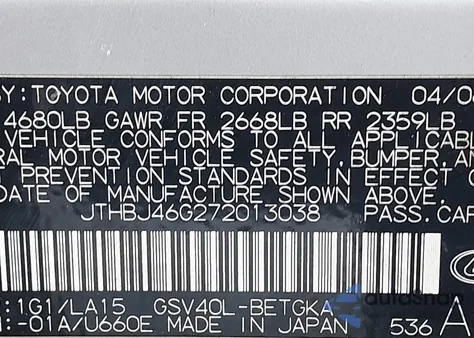 BY:TOYOTA MOTOR CORPORATION 04/0
4680LB GAWR FR 2668LB RR 2359LB
VEHICLE CONFORMS TO ALL APPLICABL
RAL MOTOR VEHICLE SAFETY, BUMPER, AN
T PREVENTION STANDARDS IN EFFECT
DATE OF MANUFACTURE SHOWN ABOVE.
JTHBJ46G272013038 PASS.CAR
:1G1/LA15 GSV40L-BETGKA
:-01A/U660E MADE IN JAPAN 536 A